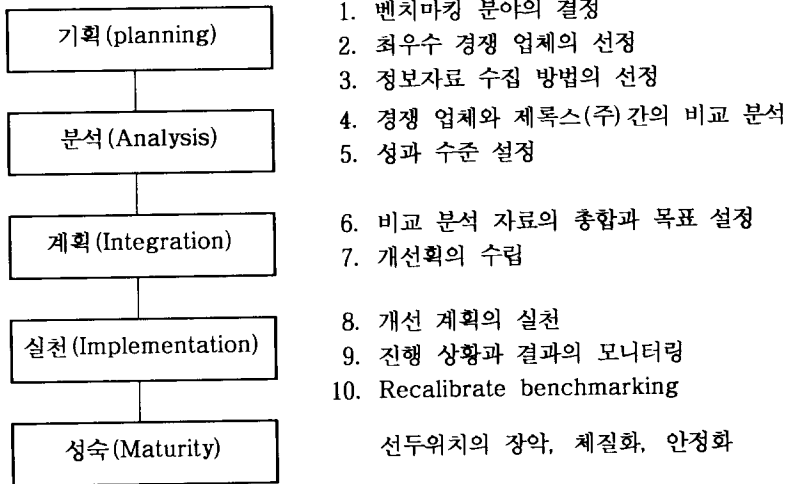 기획(planning)
1. 벤치마킹 분야의 결정
2. 최우수 경쟁 업체의 선정
3. 정보자료 수집 방법의 선정
분석(Analysis)
4. 경쟁 업체와 제록스(주)간의 비교 분석
5. 성과 수준 설정
계획(Integration)
6. 비교 분석 자료의 총합과 목표 설정
7. 개선획의 수립
실천(Implementation)
8. 개선 계획의 실천
9. 진행 상황과 결과의 모니터링
10. Recalibrate benchmarking
성숙(Maturity)
선두위치의 장악, 체질화, 안정화